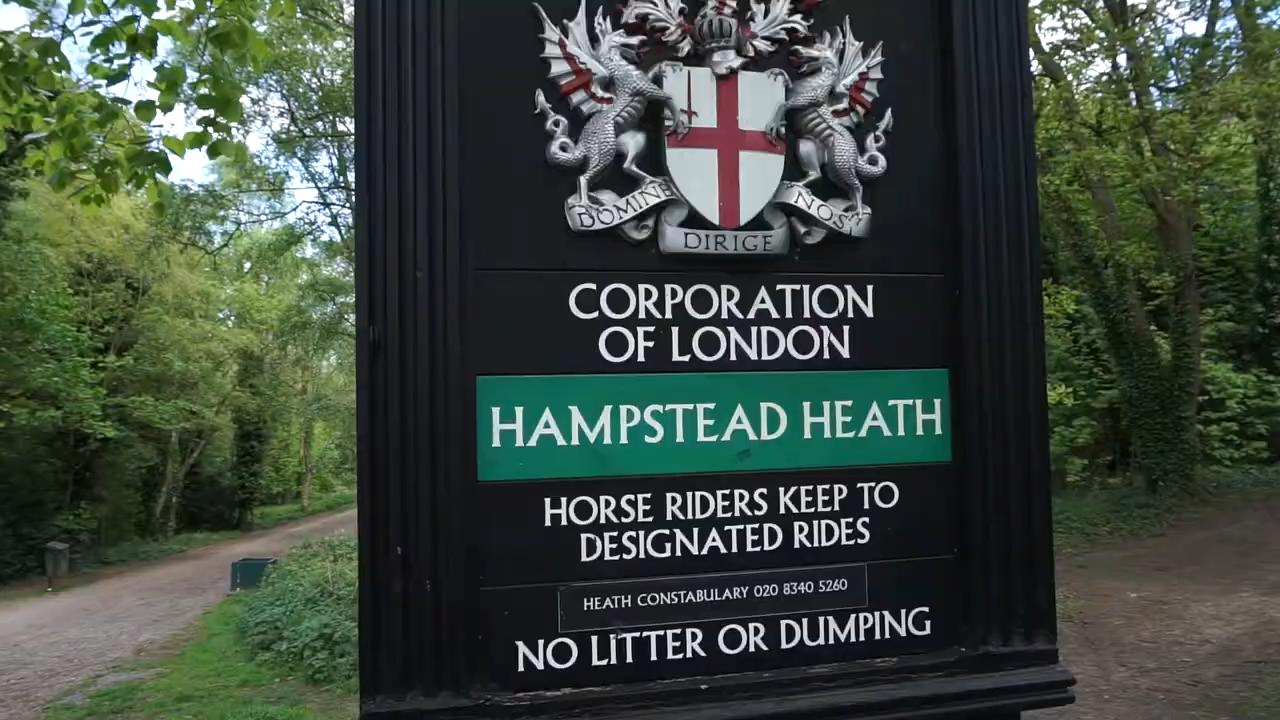 DOMINE
DIRIGE
NOS
CORPORATION
OF LONDON
HAMPSTEAD HEATH
HORSE RIDERS KEEP TO
DESIGNATED RIDES
HEATH CONSTABULARY 020 8340 5260
NO LITTER OR DUMPING